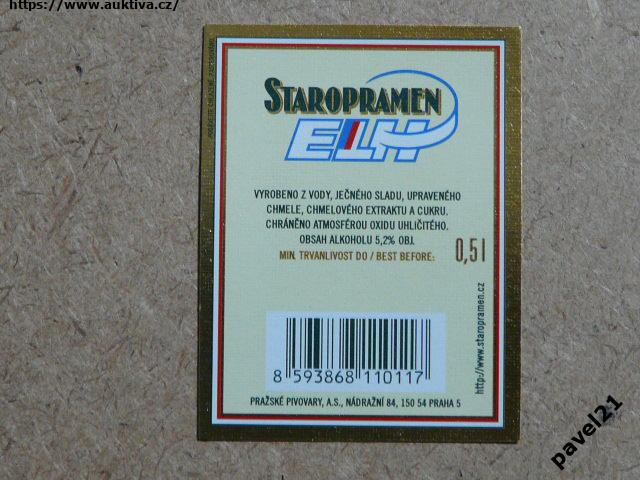 https://www.auktiva.cz/
STAROPRAMEN
ELH
VYROBENO Z VODY, JEČNÉHO SLADU, UPRAVENÉHO
CHMELE, CHMELOVÉHO EXTRAKTU A CUKRU.
CHRÁNĚNO ATMOSFÉROU OXIDU UHLIČITÉHO.
OBSAH ALKOHOLU 5,2% OBJ.
MIN. TRVANLIVOST DO / BEST BEFORE:
0,5 l
http://www.staropramen.cz
8 593868 110117
PRAŽSKÉ PIVOVARY, A.S., NÁDRAŽNÍ 84, 150 54 PRAHA 5
pavel21